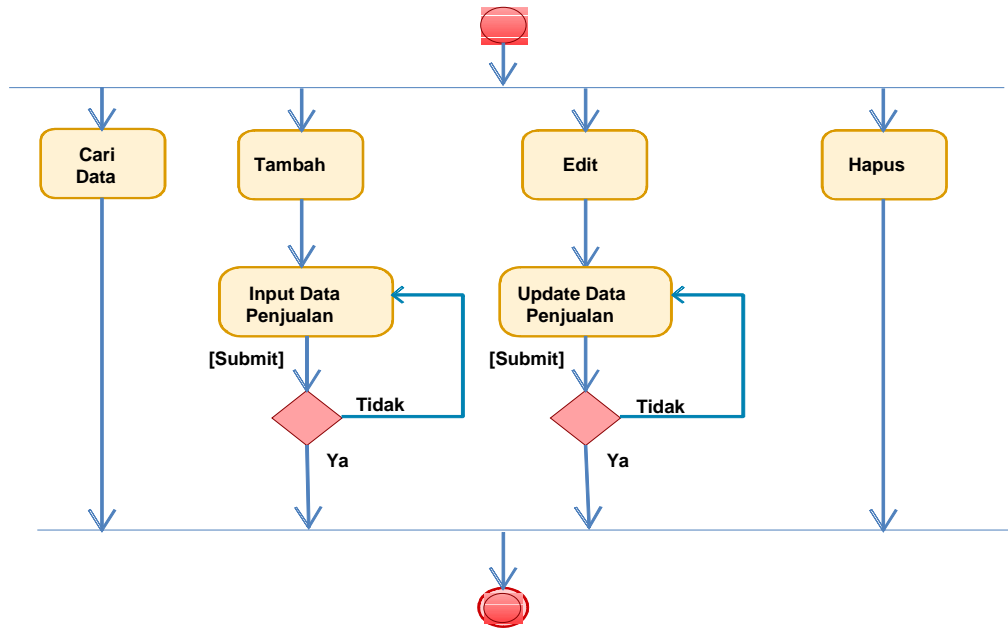 Cari
Data
Tambah
Edit
Hapus
Input Data
Penjualan
Update Data
Penjualan
[Submit]
[Submit]
Tidak
Tidak
Ya
Ya